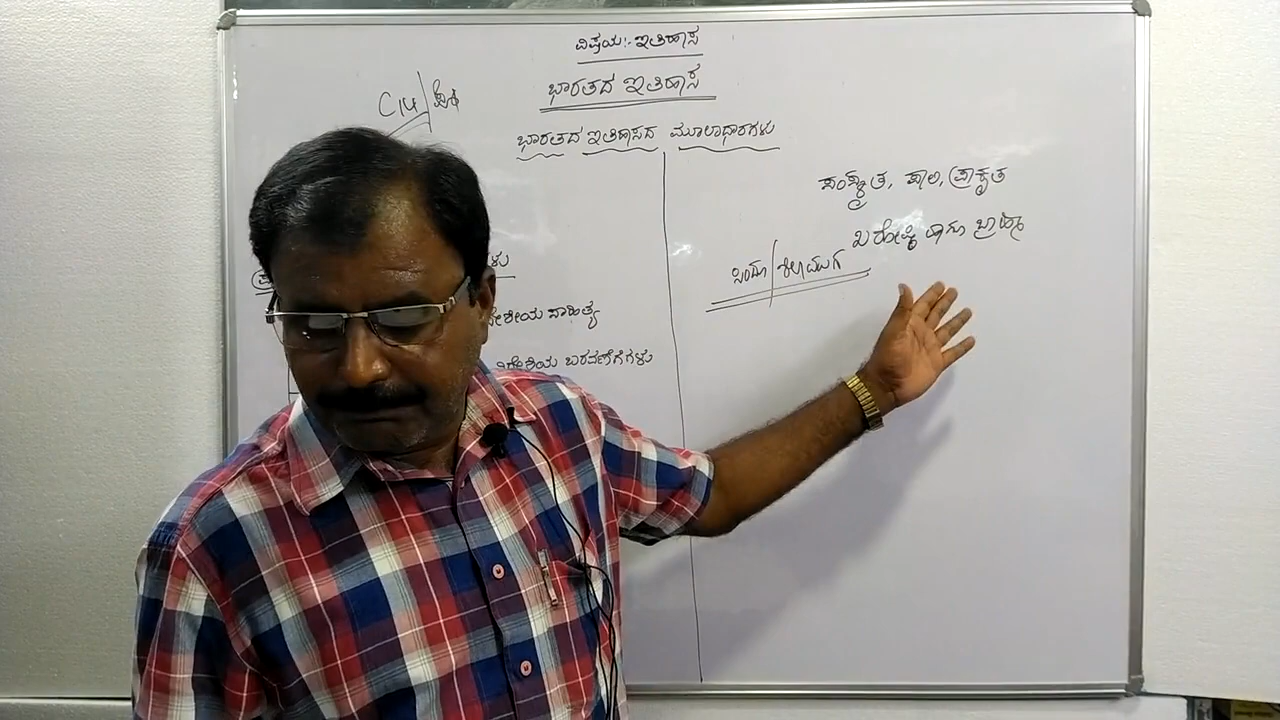 ವಿಷಯ:- ಇತಿಹಾಸ
ಭಾರತದ ಇತಿಹಾಸ
C14
ಭಾರತದ ಇತಿಹಾಸದ ಮೂಲಾಧಾರಗಳು
ಸಂಸ್ಕೃತ, ಪಾಲಿ, ಪ್ರಾಕೃತ
ಖರೋಷ್ಠಿ ಹಾಗೂ ಬ್ರಾಹ್ಮಿ
ಳು
ದೇಶೀಯ ಸಾಹಿತ್ಯ
ವಿದೇಶಿಯ ಬರವಣಿಗೆಗಳು